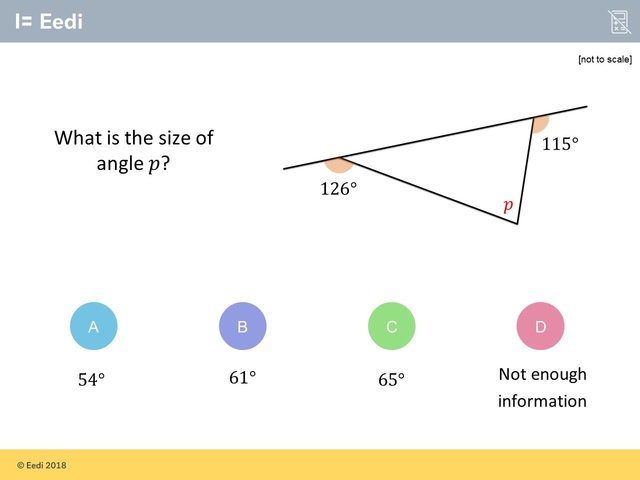 I= Eedi
[not to scale]
What is the size of
angle p?
115°
126°
p
A
B
C
D
54°
61°
65°
Not enough
information
© Eedi 2018